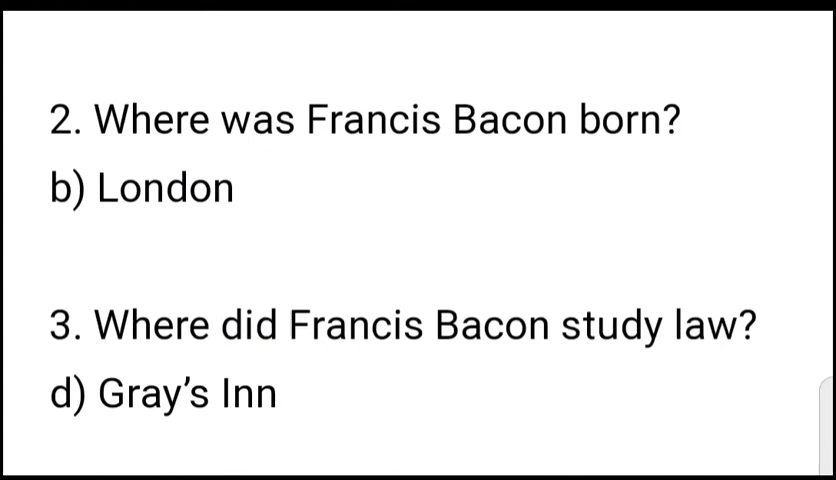 2. Where was Francis Bacon born?
b) London
3. Where did Francis Bacon study law?
d) Gray’s Inn